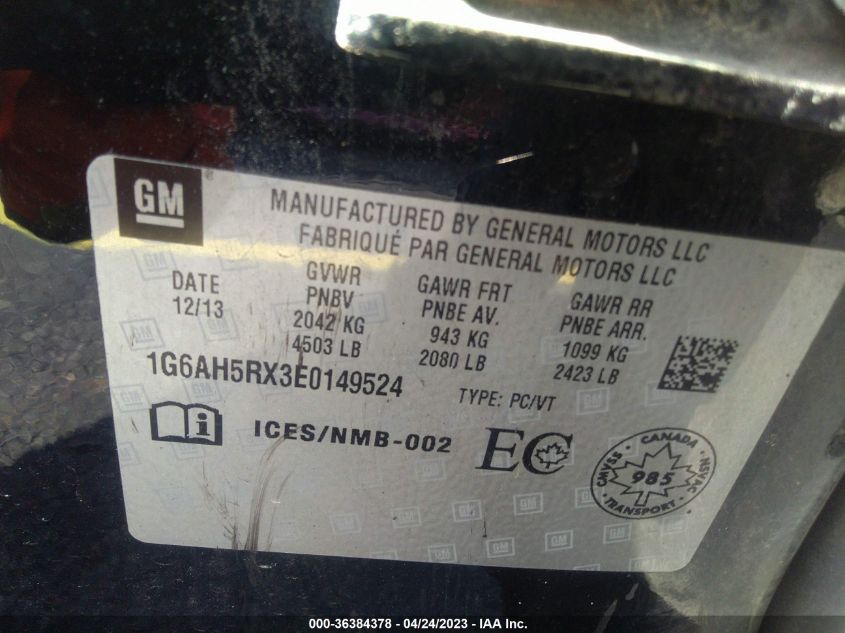 GM
MANUFACTURED BY GENERAL MOTORS LLC
FABRIQUÉ PAR GENERAL MOTORS LLC
DATE
12/13
GVWR
PNBV
2042 KG
4503 LB
GAWR FRT
PNBE AV.
943 KG
2080 LB
GAWR RR
PNBE ARR.
1099 KG
2423 LB
1G6AH5RX3E0149524
TYPE: PC/VT
i ICES/NMB-002 EC
CANADA
CMVSS 985 NSVAC
TRANSPORT
000-36384378 - 04/24/2023 - IAA Inc.